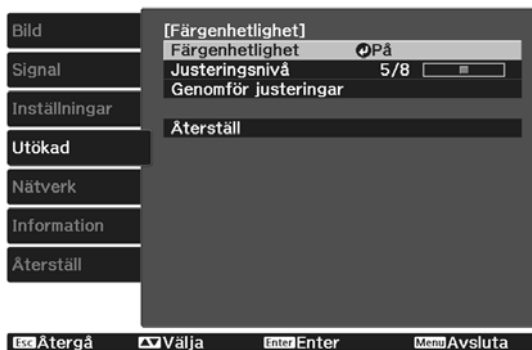 Bild
Signal
Inställningar
Utökad
Nätverk
Information
Återställ
[Färgenhetlighet]
Färgenhetlighet På
Justeringsnivå 5/8
Genomför justeringar
Återställ
Esc Återgå Välja Enter Enter Menu Avsluta